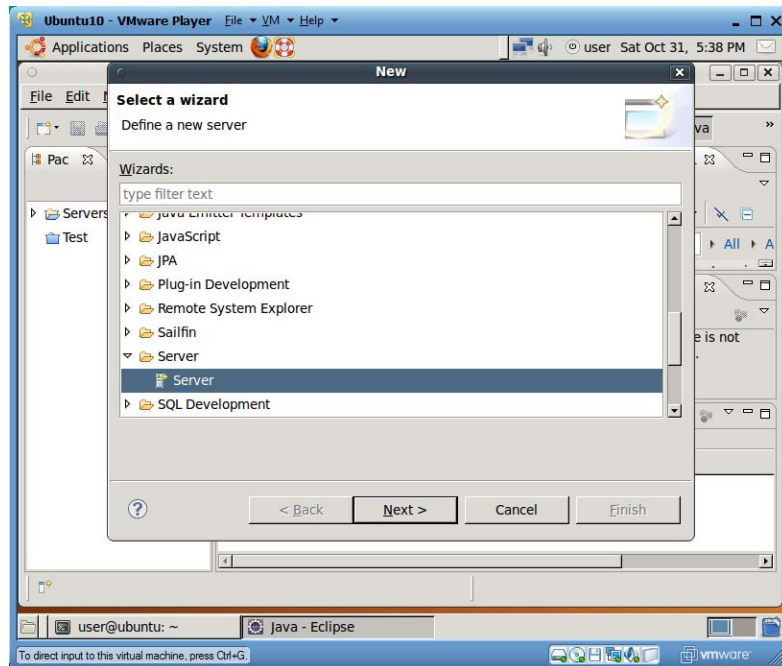 Ubuntu10 - VMware Player File VM Help
Applications Places System user Sat Oct 31, 5:38 PM
New
File Edit
Select a wizard
Define a new server
va
»
Pac
Wizards:
type filter text
Servers
Test
Java Emitter Templates
JavaScript
JPA
Plug-in Development
Remote System Explorer
Sailfin
Server
Server
SQL Development
All A
e is not
< Back Next > Cancel Finish
user@ubuntu: ~ Java - Eclipse
To direct input to this virtual machine, press Ctrl+G. vmware